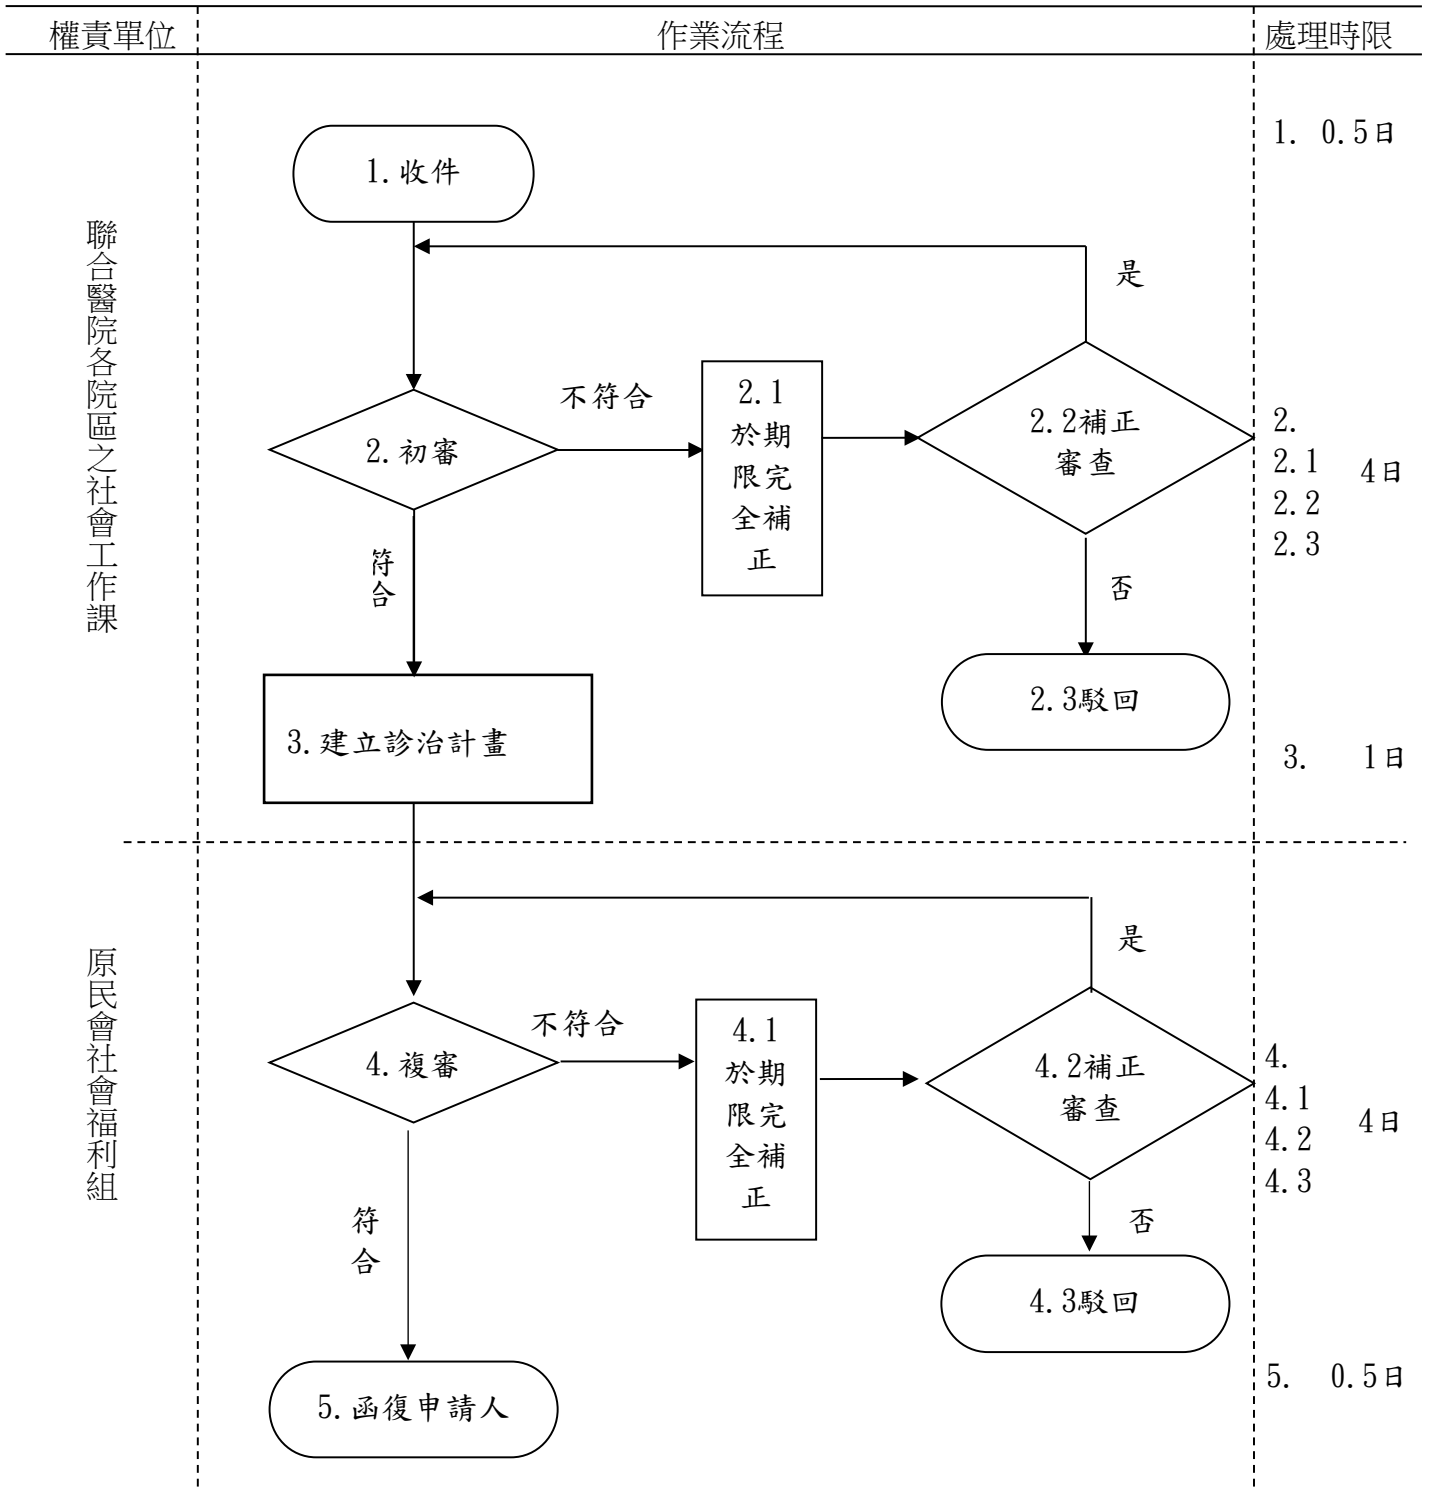 權責單位
作業流程
處理時限
聯合醫院各院區之社會工作課
1.收件
1. 0.5日
是
2.初審
不符合
2.1
於期
限完
全補
正
2.2補正
審查
2.
2.1
2.2
2.3
4日
符
合
否
2.3駁回
3.建立診治計畫
3. 1日
原民會社會福利組
是
4.複審
不符合
4.1
於期
限完
全補
正
4.2補正
審查
4.
4.1
4.2
4.3
4日
符
合
否
4.3駁回
5.函復申請人
5. 0.5日